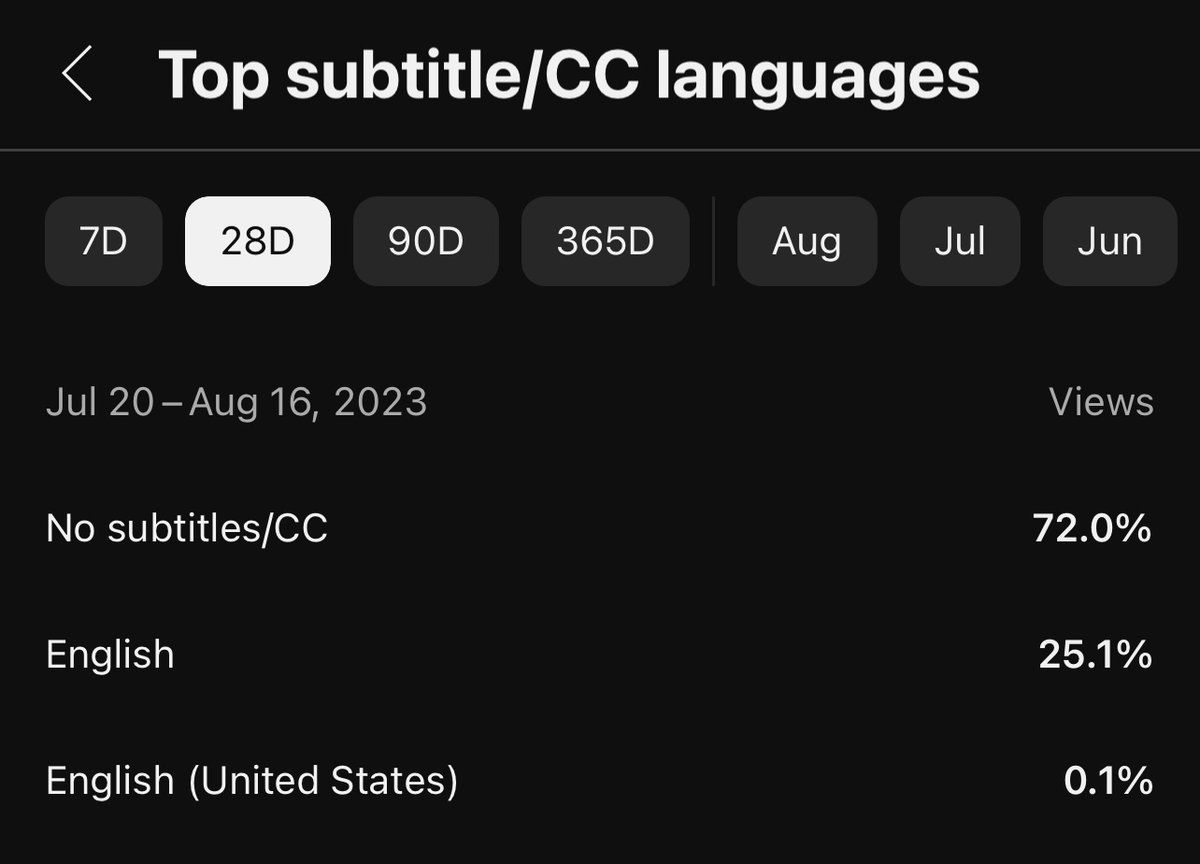 Top subtitle/CC languages
7D 28D 90D 365D Aug Jul Jun
Jul 20 – Aug 16, 2023 Views
No subtitles/CC 72.0%
English 25.1%
English (United States) 0.1%